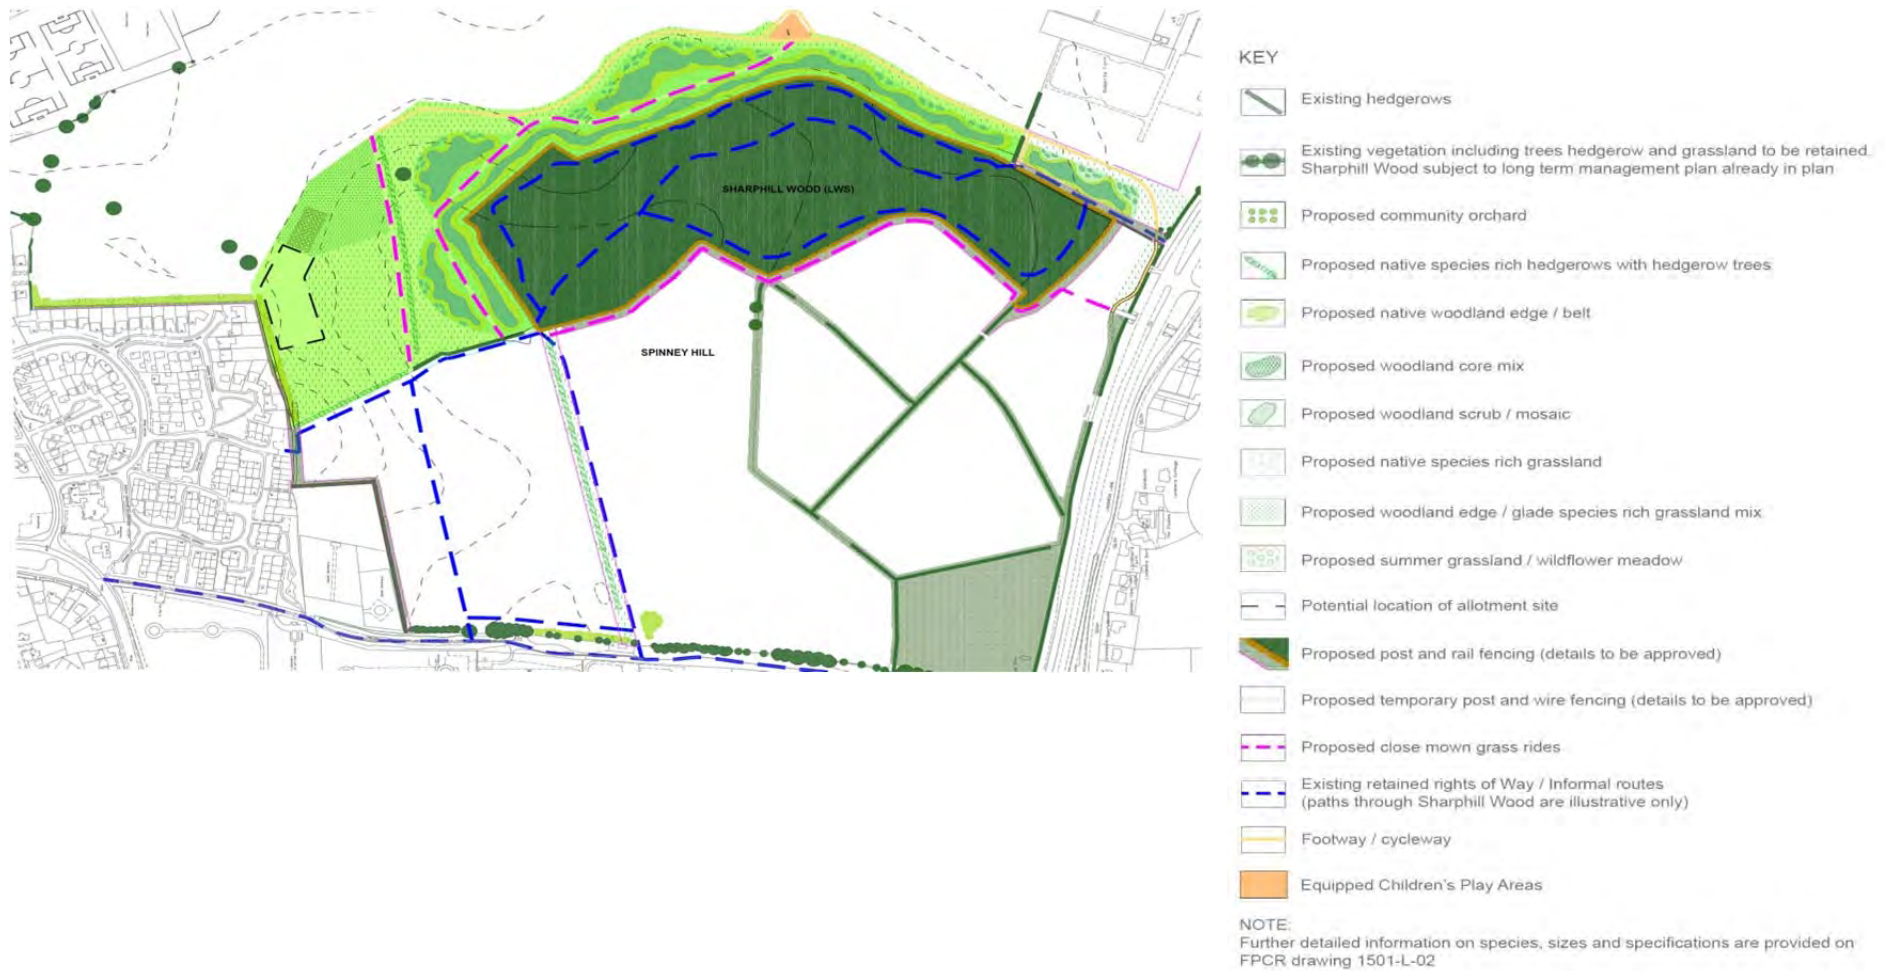 SHARPHILL WOOD (LWS)
SPINNEY HILL
KEY
Existing hedgerows
Existing vegetation including trees hedgerow and grassland to be retained.
Sharphill Wood subject to long term management plan already in plan
Proposed community orchard
Proposed native species rich hedgerows with hedgerow trees
Proposed native woodland edge / belt
Proposed woodland core mix
Proposed woodland scrub / mosaic
Proposed native species rich grassland
Proposed woodland edge / glade species rich grassland mix
Proposed summer grassland / wildflower meadow
Potential location of allotment site
Proposed post and rail fencing (details to be approved)
Proposed temporary post and wire fencing (details to be approved)
Proposed close mown grass rides
Existing retained rights of Way / Informal routes
(paths through Sharphill Wood are illustrative only)
Footway / cycleway
Equipped Children's Play Areas
NOTE:
Further detailed information on species, sizes and specifications are provided on
FPCR drawing 1501-L-02